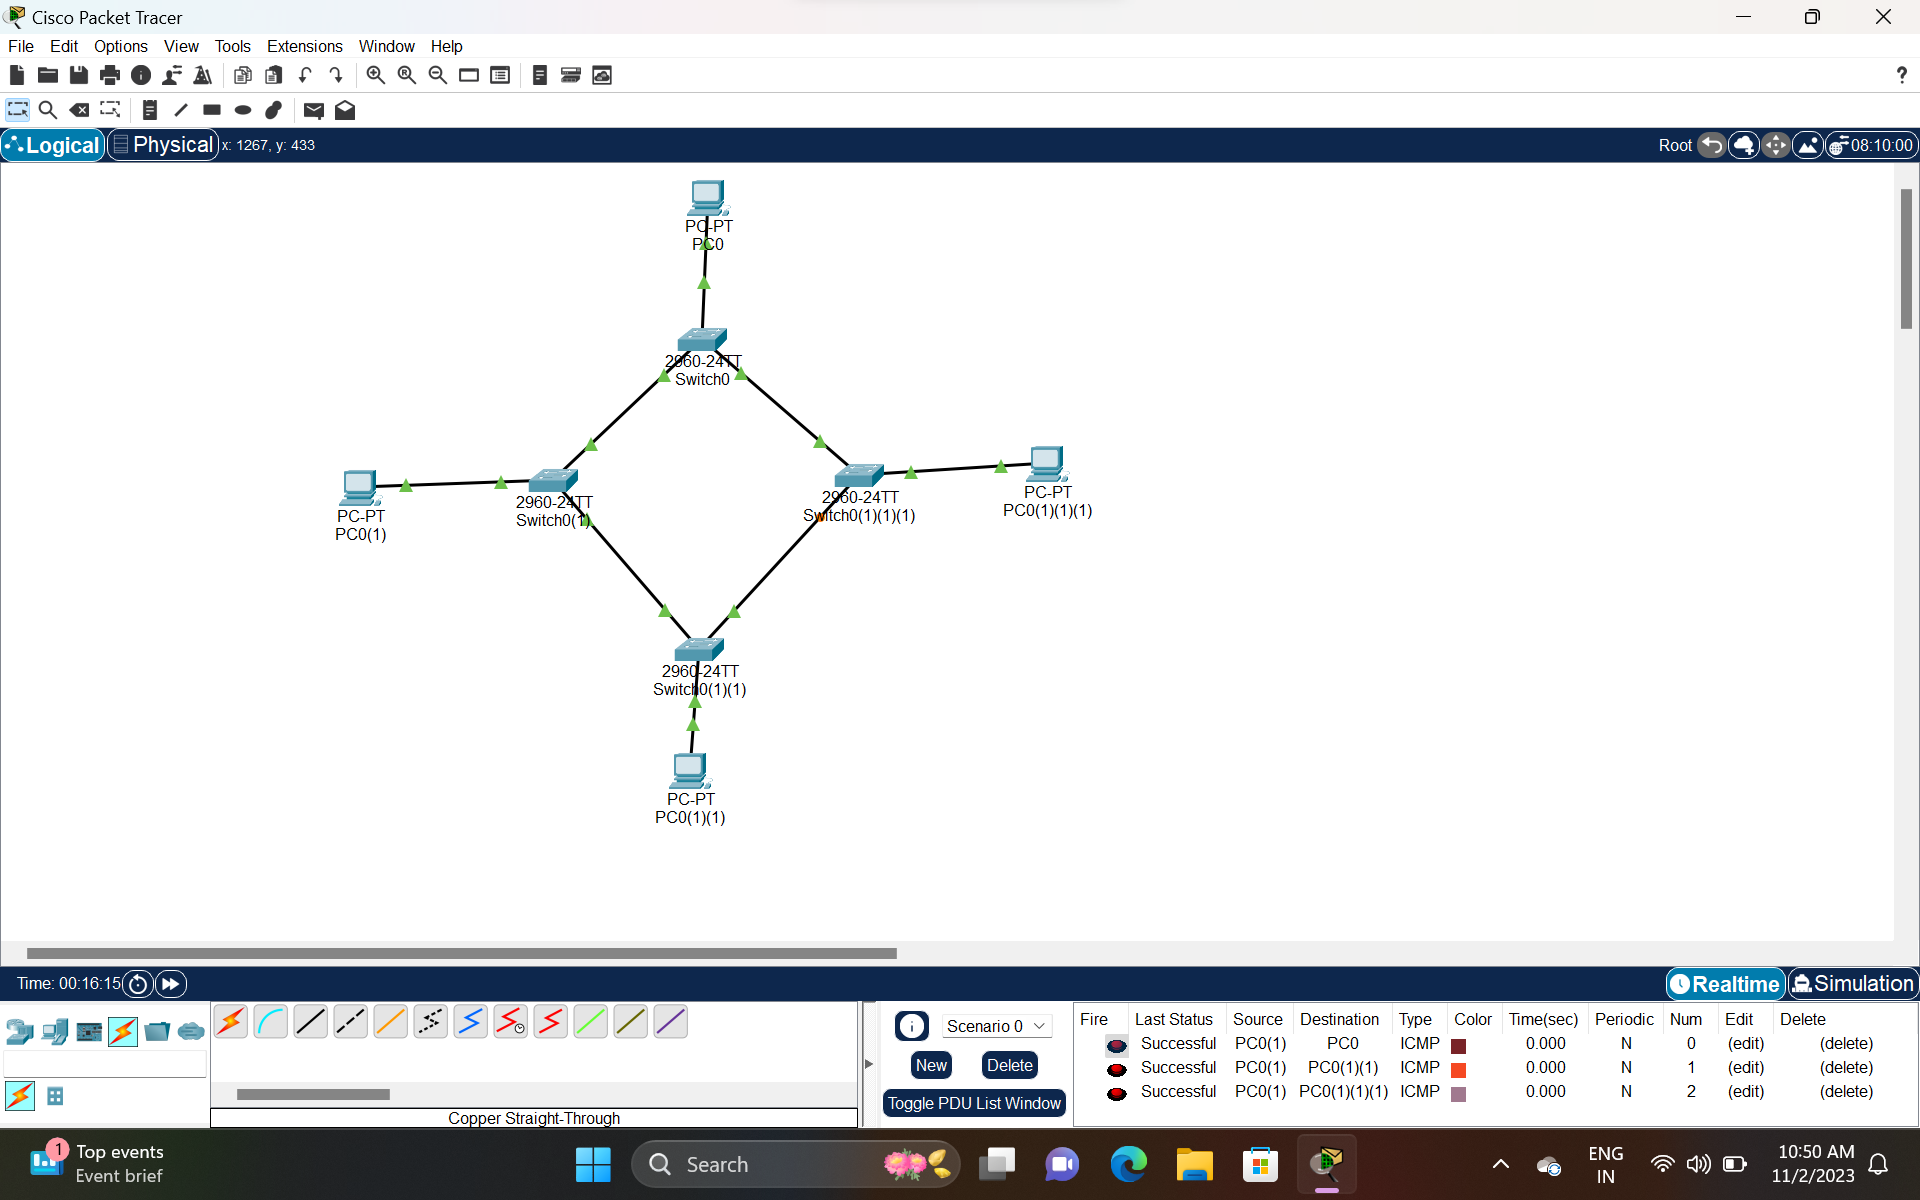 Cisco Packet Tracer
File Edit Options View Tools Extensions Window Help
Logical Physical x: 1267, y: 433 Root 08:10:00
PC-PT
PC0
2960-24TT
Switch0
PC-PT
PC0(1)
2960-24TT
Switch0(1)
2960-24TT
Switch0(1)(1)(1)
PC-PT
PC0(1)(1)(1)
2960-24TT
Switch0(1)(1)
PC-PT
PC0(1)(1)
Time: 00:16:15 Realtime Simulation
Scenario 0
New Delete
Toggle PDU List Window
Copper Straight-Through
Fire Last Status Source Destination Type Color Time(sec) Periodic Num Edit Delete
Successful PC0(1) PC0 ICMP 0.000 N 0 (edit) (delete)
Successful PC0(1) PC0(1)(1) ICMP 0.000 N 1 (edit) (delete)
Successful PC0(1) PC0(1)(1)(1) ICMP 0.000 N 2 (edit) (delete)
1
Top events
Event brief
Search
ENG
IN
10:50 AM
11/2/2023